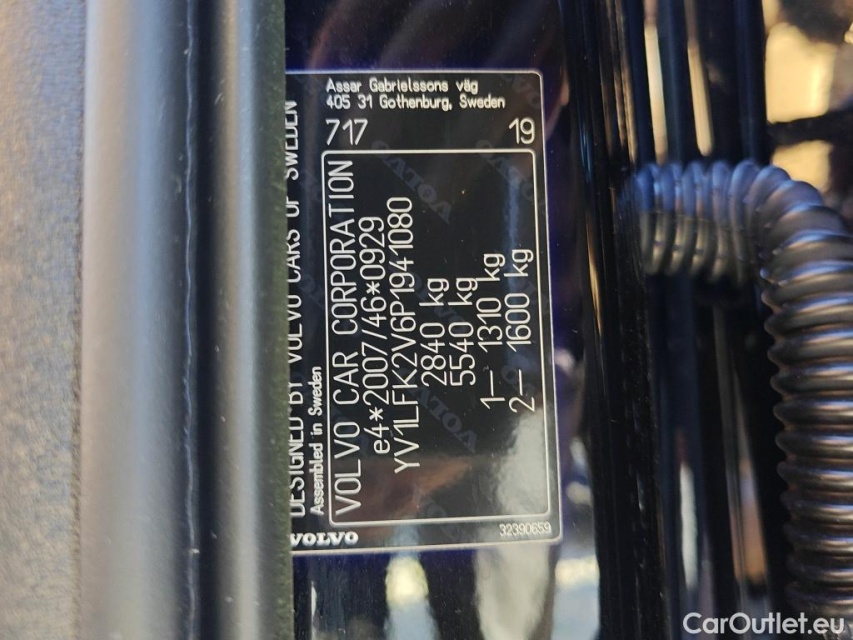 Assar Gabrielssons väg
405 31 Gothenburg, Sweden
717 19
DESIGNED BY VOLVO CARS OF SWEDEN
Assembled in Sweden
VOLVO CAR CORPORATION
e4*2007/46*0929
YV1LFK2V6P1941080
2840 kg
5540 kg
1– 1310 kg
2– 1600 kg
VOLVO
32390659
CarOutlet.eu